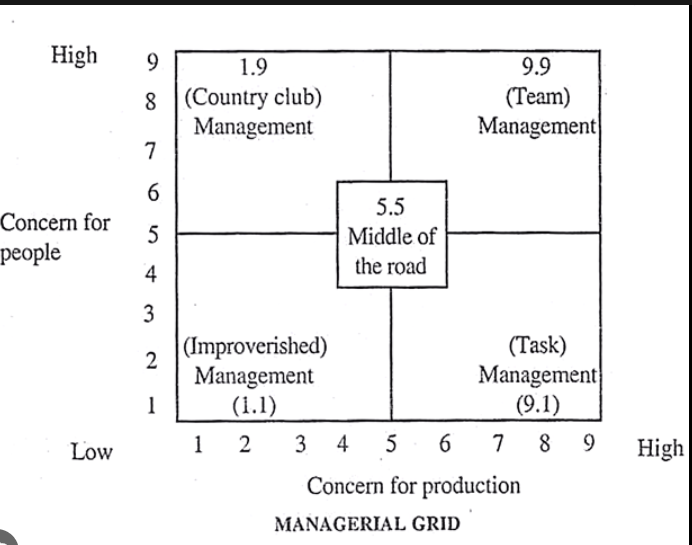 High
9
1.9
9.9
8
(Country club)
(Team)
Management
Management
7
6
5.5
Concern for
people
5
Middle of
the road
4
3
(Improverished)
(Task)
2
Management
Management
1
(1.1)
(9.1)
Low
1 2 3 4 5 6 7 8 9
High
Concern for production
MANAGERIAL GRID